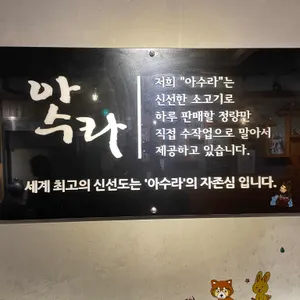 아수라
저희 "아수라"는
신선한 소고기로
하루 판매할 정량만
직접 수작업으로 말아서
제공하고 있습니다.
세계 최고의 신선도는 '아수라'의 자존심 입니다.